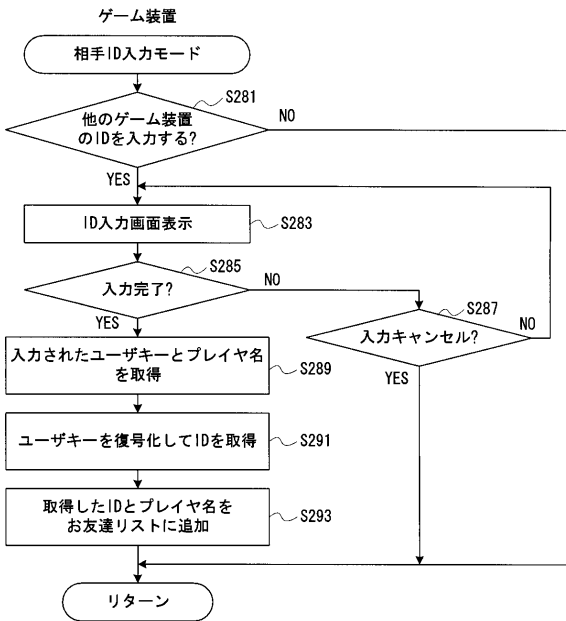 ゲーム装置
相手ID入力モード
S281
他のゲーム装置
のIDを入力する?
NO
YES
ID入力画面表示
S283
S285
入力完了?
NO
S287
入力キャンセル?
NO
YES
YES
入力されたユーザキーとプレイヤ名
を取得
S289
ユーザキーを復号化してIDを取得
S291
取得したIDとプレイヤ名を
お友達リストに追加
S293
リターン